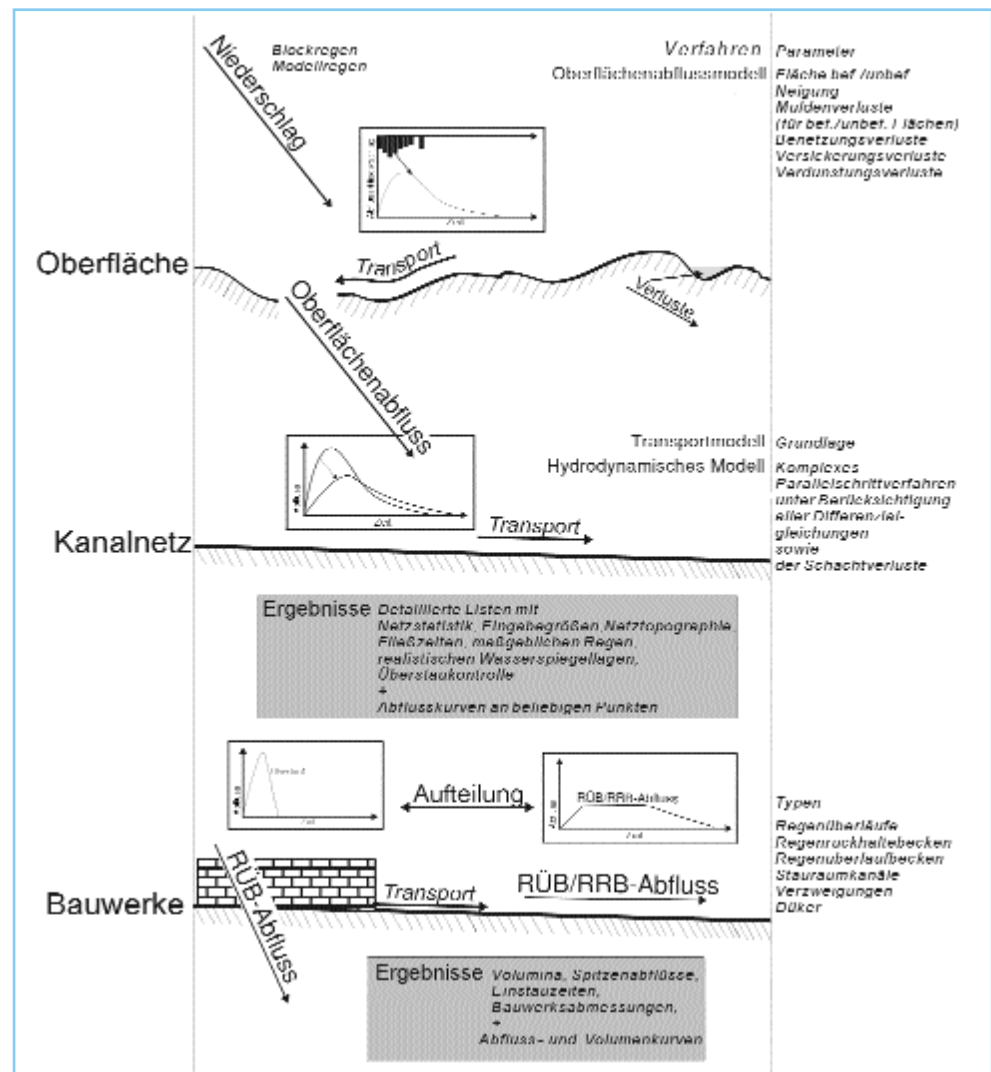 Niederschlag
Blockregen
Modellregen
Verfahren
Parameter
Oberflächenabflussmodell
Fläche bef./unbef
Neigung
Muldenverluste
(für bef./unbef. Flächen)
Benetzungsverluste
Versickerungsverluste
Verdunstungsverluste
Oberfläche
Transport
Verluste
Oberflächenabfluss
Transportmodell
Grundlage
Hydrodynamisches Modell
Komplexes
Parallelschrittverfahren
unter Berücksichtigung
aller Differenzial-
gleichungen
sowie
der Schachtverluste
Zeit
Transport
Kanalnetz
Ergebnisse Detaillierte Listen mit
Netzstatistik, Eingabegrößen, Netztopographie,
Fließzeiten, maßgeblichen Regen,
realistischen Wasserspiegellagen,
Überstaukontrolle
+
Abflusskurven an beliebigen Punkten
Aufteilung
RÜB/RRB-Abfluss
Typen
Regenüberläufe
Regenrückhaltebecken
Regenüberlaufbecken
Stauraumkanäle
Verzweigungen
Düker
Bauwerke
RÜB-Abfluss
Transport
RÜB/RRB-Abfluss
Ergebnisse Volumina, Spitzenabflüsse,
Einstauzeiten,
Bauwerksabmessungen,
+
Abfluss- und Volumenkurven